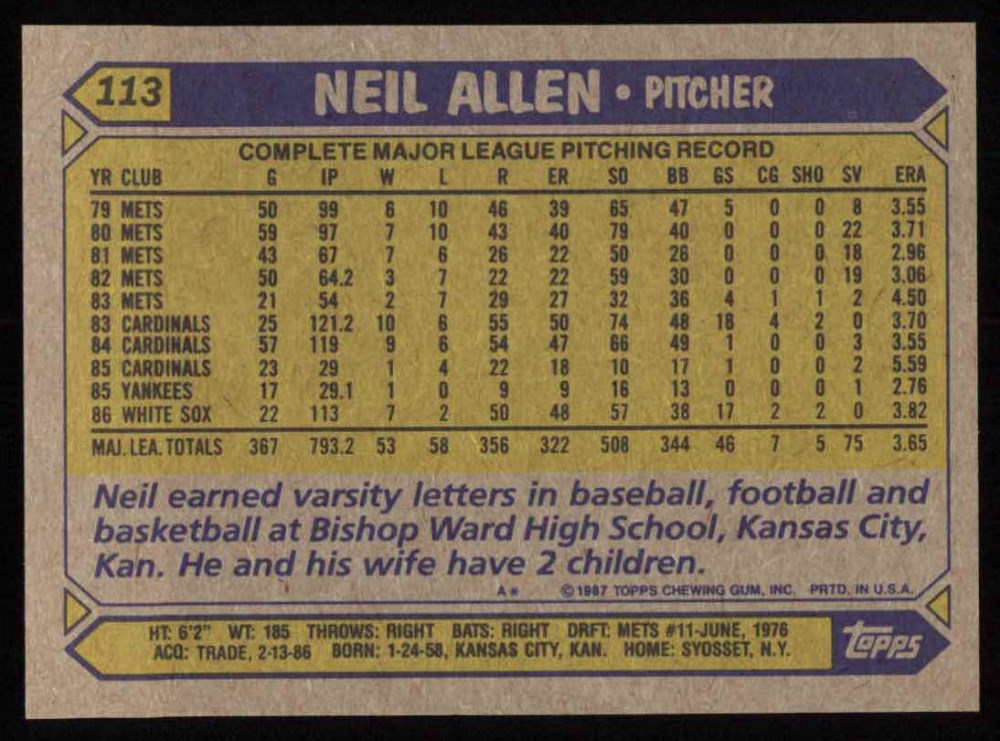 113 NEIL ALLEN • PITCHER
COMPLETE MAJOR LEAGUE PITCHING RECORD
YR CLUB G IP W L R ER SO BB GS CG SHO SV ERA
79 METS 50 99 6 10 46 39 65 47 5 0 0 8 3.55
80 METS 59 97 7 10 43 40 79 40 0 0 0 22 3.71
81 METS 43 67 7 6 26 22 50 26 0 0 0 18 2.96
82 METS 50 64.2 3 7 22 22 59 30 0 0 0 19 3.06
83 METS 21 54 2 7 29 27 32 36 4 1 1 2 4.50
83 CARDINALS 25 121.2 10 6 55 50 74 48 18 4 2 0 3.70
84 CARDINALS 57 119 9 6 54 47 66 49 1 0 0 3 3.55
85 CARDINALS 23 29 1 4 22 18 10 17 1 0 0 2 5.59
85 YANKEES 17 29.1 1 0 9 9 16 13 0 0 0 1 2.76
86 WHITE SOX 22 113 7 2 50 48 57 38 17 2 2 0 3.82
MAJ. LEA. TOTALS 367 793.2 53 58 356 322 508 344 46 7 5 75 3.65
Neil earned varsity letters in baseball, football and
basketball at Bishop Ward High School, Kansas City,
Kan. He and his wife have 2 children.
A* ©1987 TOPPS CHEWING GUM, INC. PRTD. IN U.S.A.
HT: 6'2" WT: 185 THROWS: RIGHT BATS: RIGHT DRFT: METS #11-JUNE, 1976
ACQ: TRADE, 2-13-86 BORN: 1-24-58, KANSAS CITY, KAN. HOME: SYOSSET, N.Y.
topps